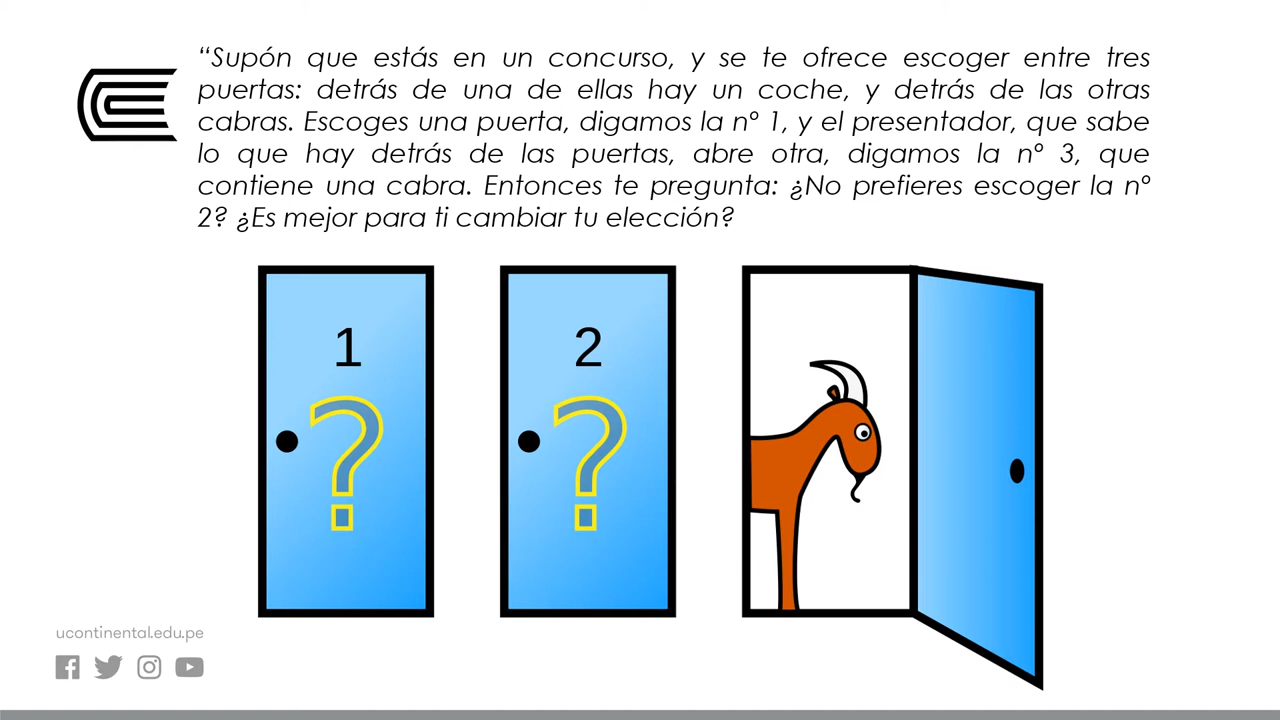 “Supón que estás en un concurso, y se te ofrece escoger entre tres
puertas: detrás de una de ellas hay un coche, y detrás de las otras
cabras. Escoges una puerta, digamos la nº 1, y el presentador, que sabe
lo que hay detrás de las puertas, abre otra, digamos la nº 3, que
contiene una cabra. Entonces te pregunta: ¿No prefieres escoger la nº
2? ¿Es mejor para ti cambiar tu elección?
1
2
?
?
ucontinental.edu.pe